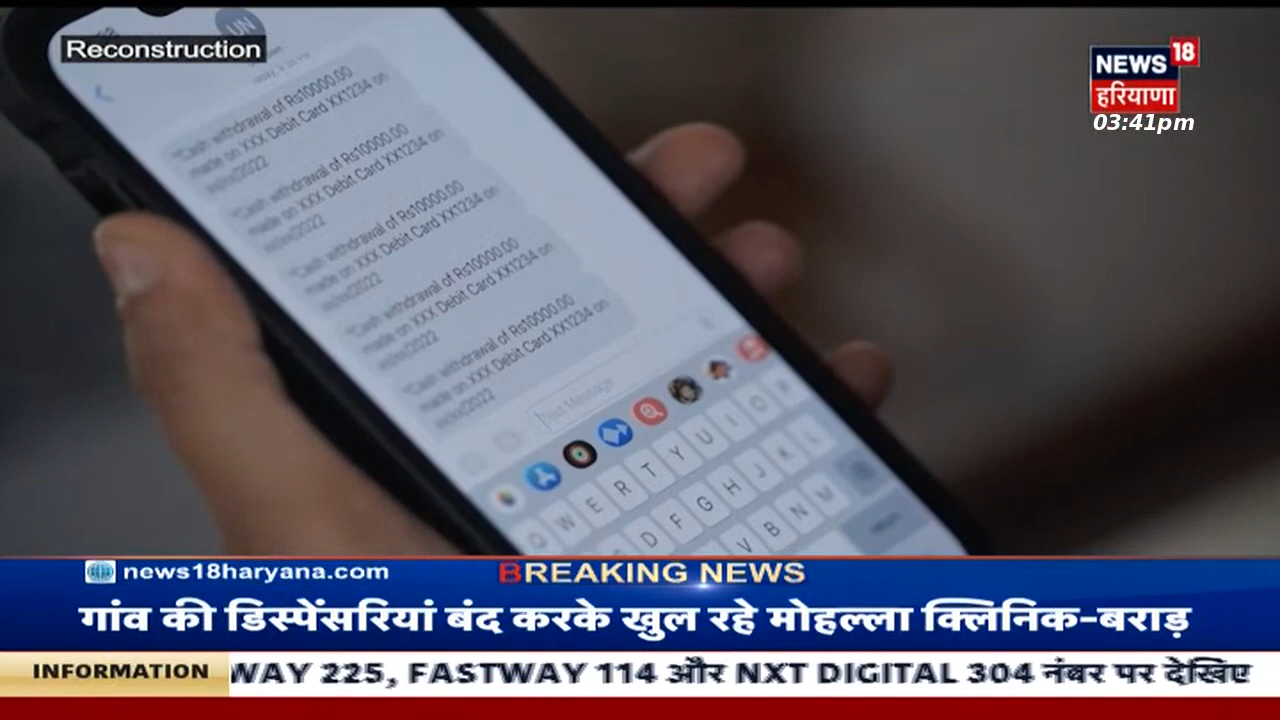 Reconstruction
UN
NEWS 18
हरियाणा
03:41pm
"Cash withdrawal of Rs10000.00
made on XXX Debit Card XX1234 on
"Cash withdrawal of Rs10000.00
made on XXX Debit Card XX1234 on
"Cash withdrawal of Rs10000.00
made on XXX Debit Card XX1234 on
"Cash withdrawal of Rs10000.00
made on XXX Debit Card XX1234 on
"Cash withdrawal of Rs10000.00
made on XXX Debit Card XX1234 on
Text Message
Q W E R T Y U I O P
D F G H J K L
V B N M
news18haryana.com
BREAKING NEWS
गांव की डिस्पेंसरियां बंद करके खुल रहे मोहल्ला क्लिनिक-बराड़
INFORMATION
WAY 225, FASTWAY 114 और NXT DIGITAL 304 नंबर पर देखिए